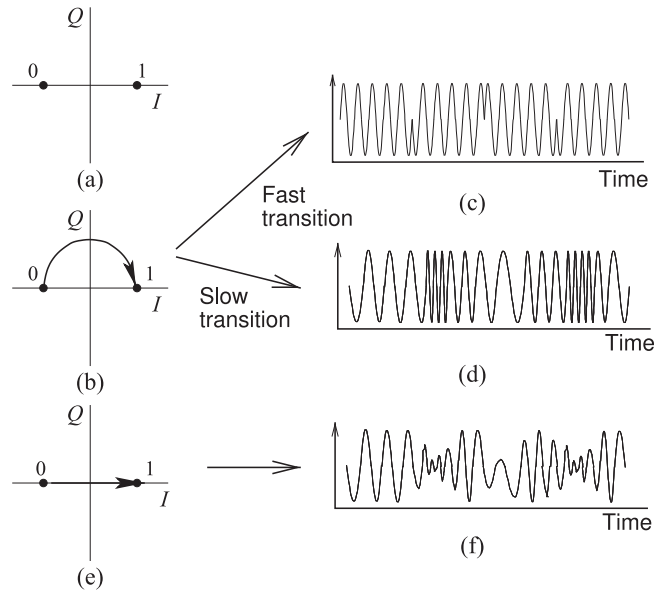 Q
0 1
I
(a)
Time
(c)
Fast
transition
Q
0 1
I
(b)
Slow
transition
Time
(d)
Q
0 1
I
(e)
Time
(f)